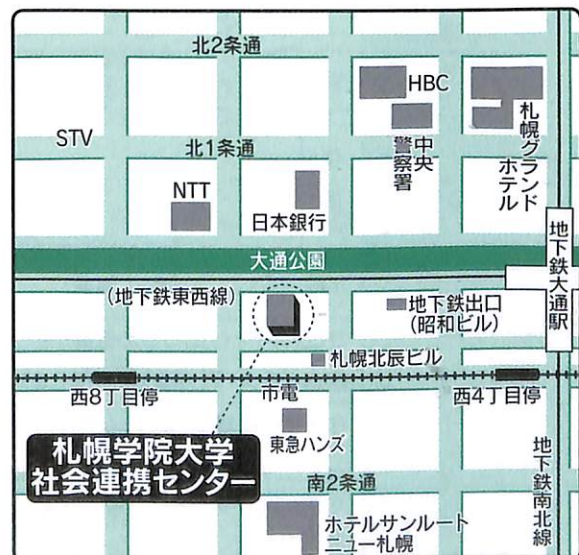 北2条通
HBC
札幌グランド
ホテル
中央
警察署
STV
北1条通
NTT
日本銀行
大通公園
地下鉄大通駅
(地下鉄東西線)
地下鉄出口
(昭和ビル)
札幌北辰ビル
西8丁目停
市電
西4丁目停
東急ハンズ
札幌学院大学
社会連携センター
南2条通
地下鉄南北線
ホテルサンルート
ニュー札幌